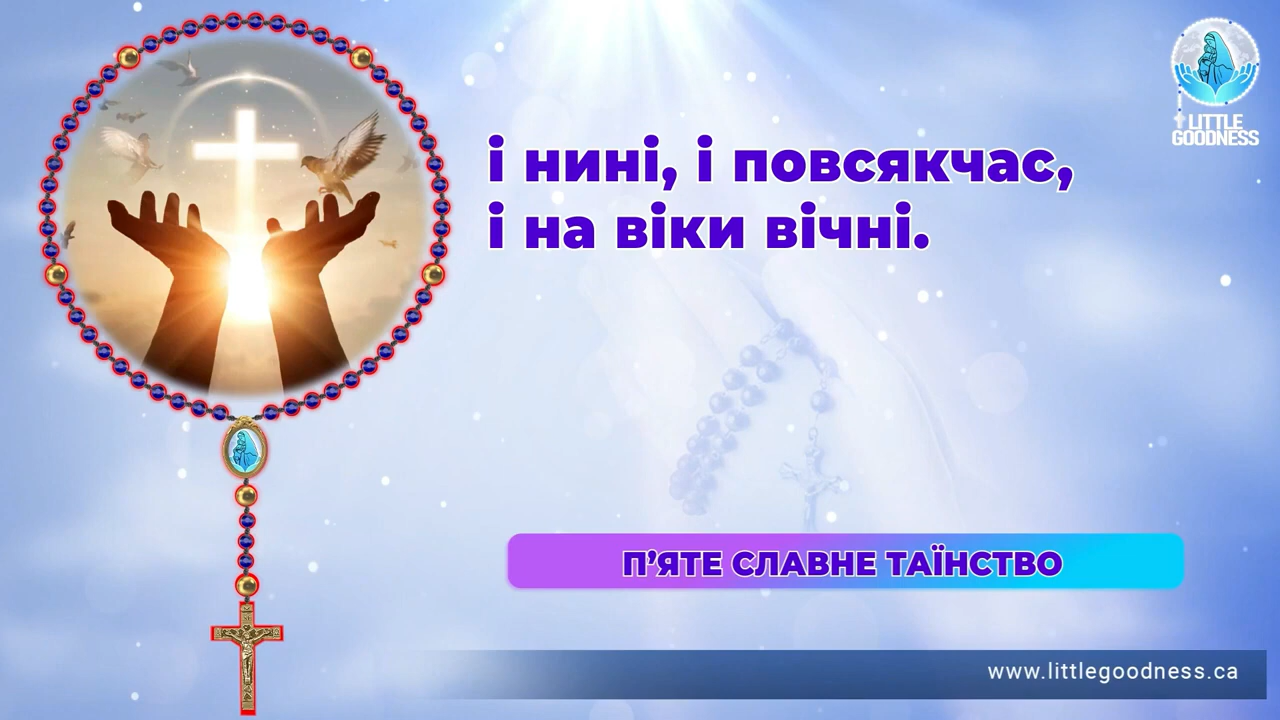 LITTLE
GOODNESS
і нині, і повсякчас,
і на віки вічні.
П’ЯТЕ СЛАВНЕ ТАЇНСТВО
www.littlegoodness.ca